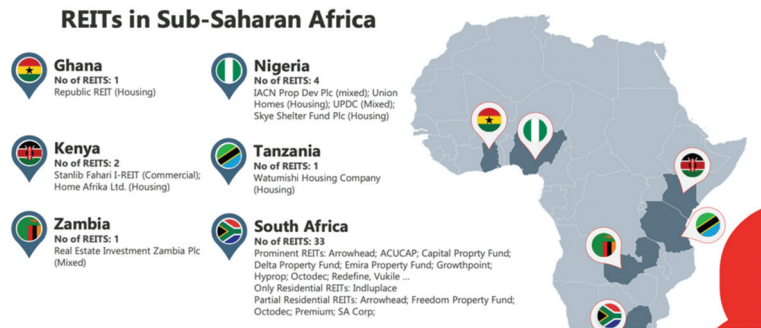 REITs in Sub-Saharan Africa
Ghana
No of REITS: 1
Republic REIT (Housing)
Nigeria
No of REITS: 4
IACN Prop Dev Plc (mixed); Union
Homes (Housing); UPDC (Mixed);
Skye Shelter Fund Plc (Housing)
Kenya
No of REITS: 2
Stanlib Fahari I-REIT (Commercial);
Home Afrika Ltd. (Housing)
Tanzania
No of REITS: 1
Watumishi Housing Company
(Housing)
Zambia
No of REITS: 1
Real Estate Investment Zambia Plc
(Mixed)
South Africa
No of REITS: 33
Prominent REITs: Arrowhead; ACUCAP; Capital Proprty Fund;
Delta Property Fund; Emira Property Fund; Growthpoint;
Hyprop; Octodec; Redefine, Vukile ...
Only Residential REITs: Indluplace
Partial Residential REITs: Arrowhead; Freedom Property Fund;
Octodec; Premium; SA Corp;